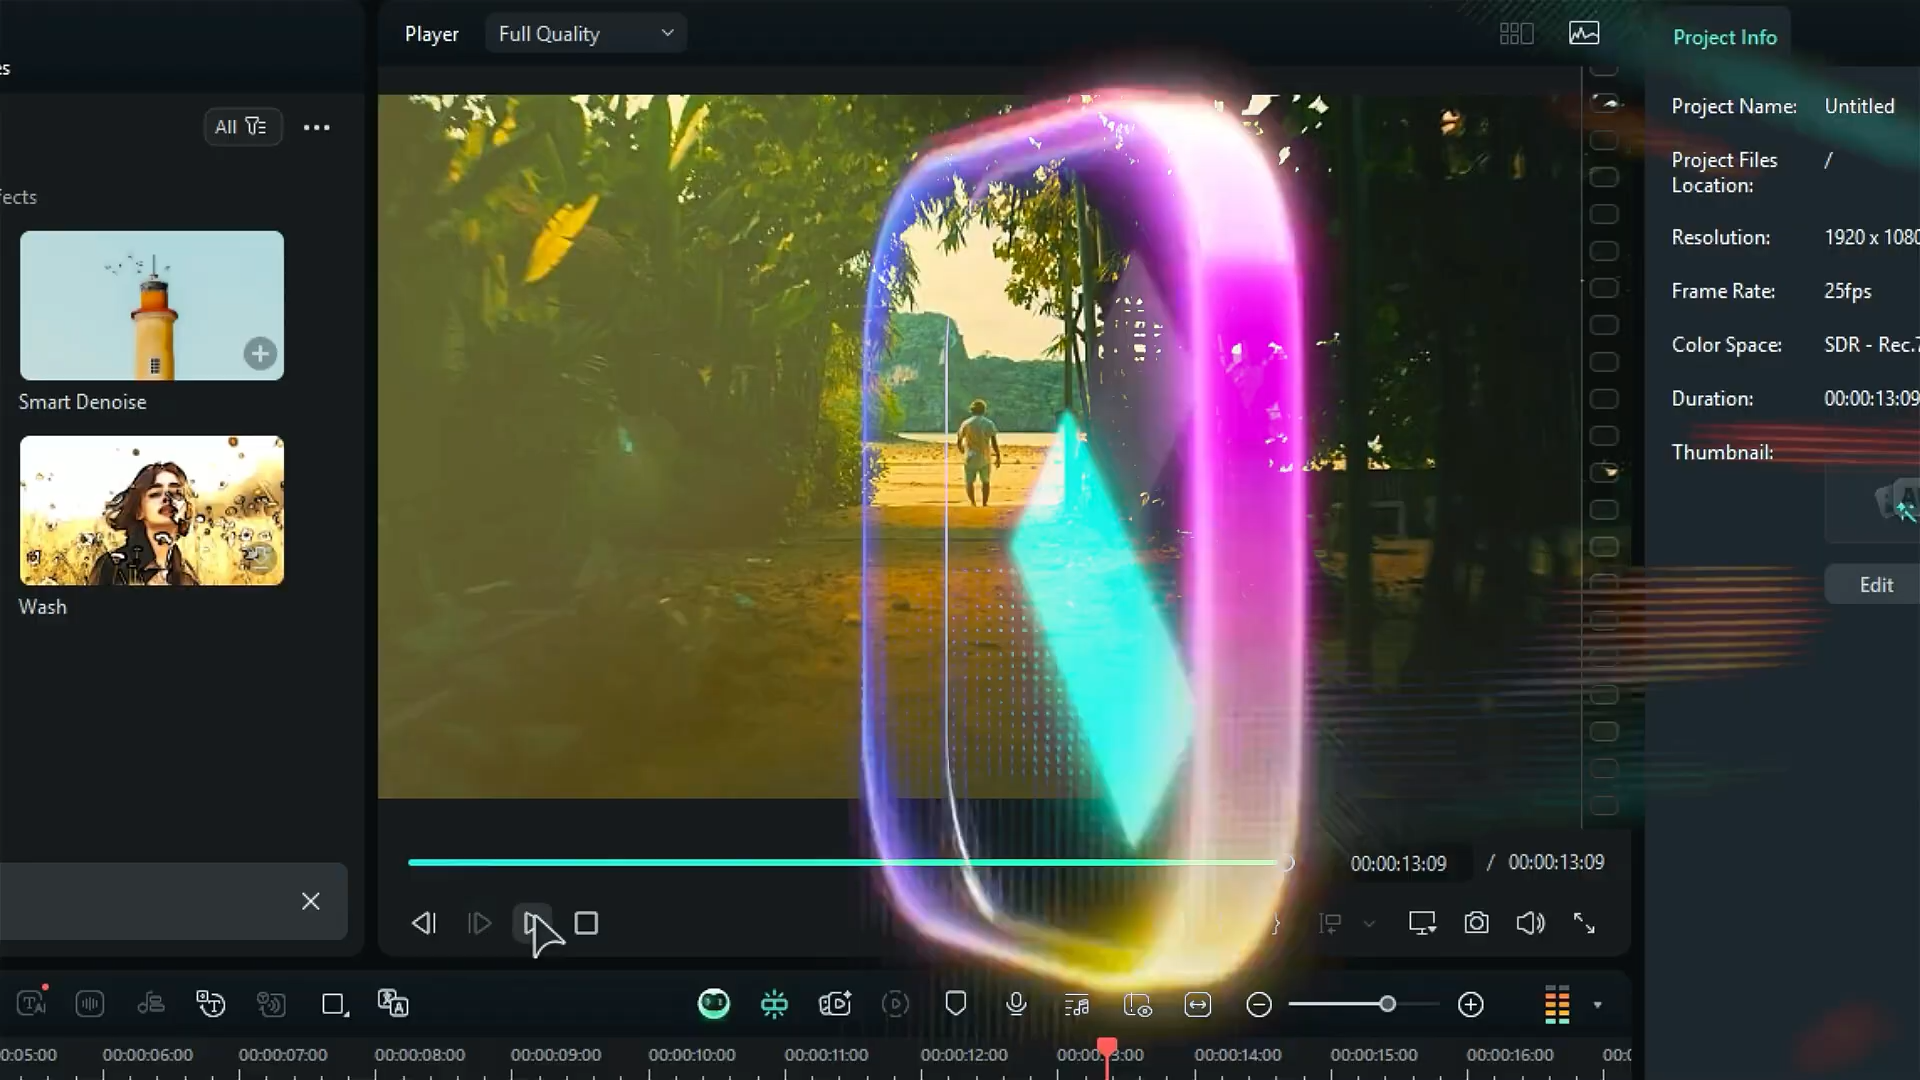 Player
Full Quality
Project Info
es
All
Project Name: Untitled
Project Files Location: /
fects
Resolution: 1920 x 1080
Frame Rate: 25fps
Color Space: SDR - Rec.7
Smart Denoise
Duration: 00:00:13:09
Thumbnail:
Edit
Wash
00:00:13:09 / 00:00:13:09
0:05:00 00:00:06:00 00:00:07:00 00:00:08:00 00:00:09:00 00:00:10:00 00:00:11:00 00:00:12:00 00:00:13:00 00:00:14:00 00:00:15:00 00:00:16:00 00:0